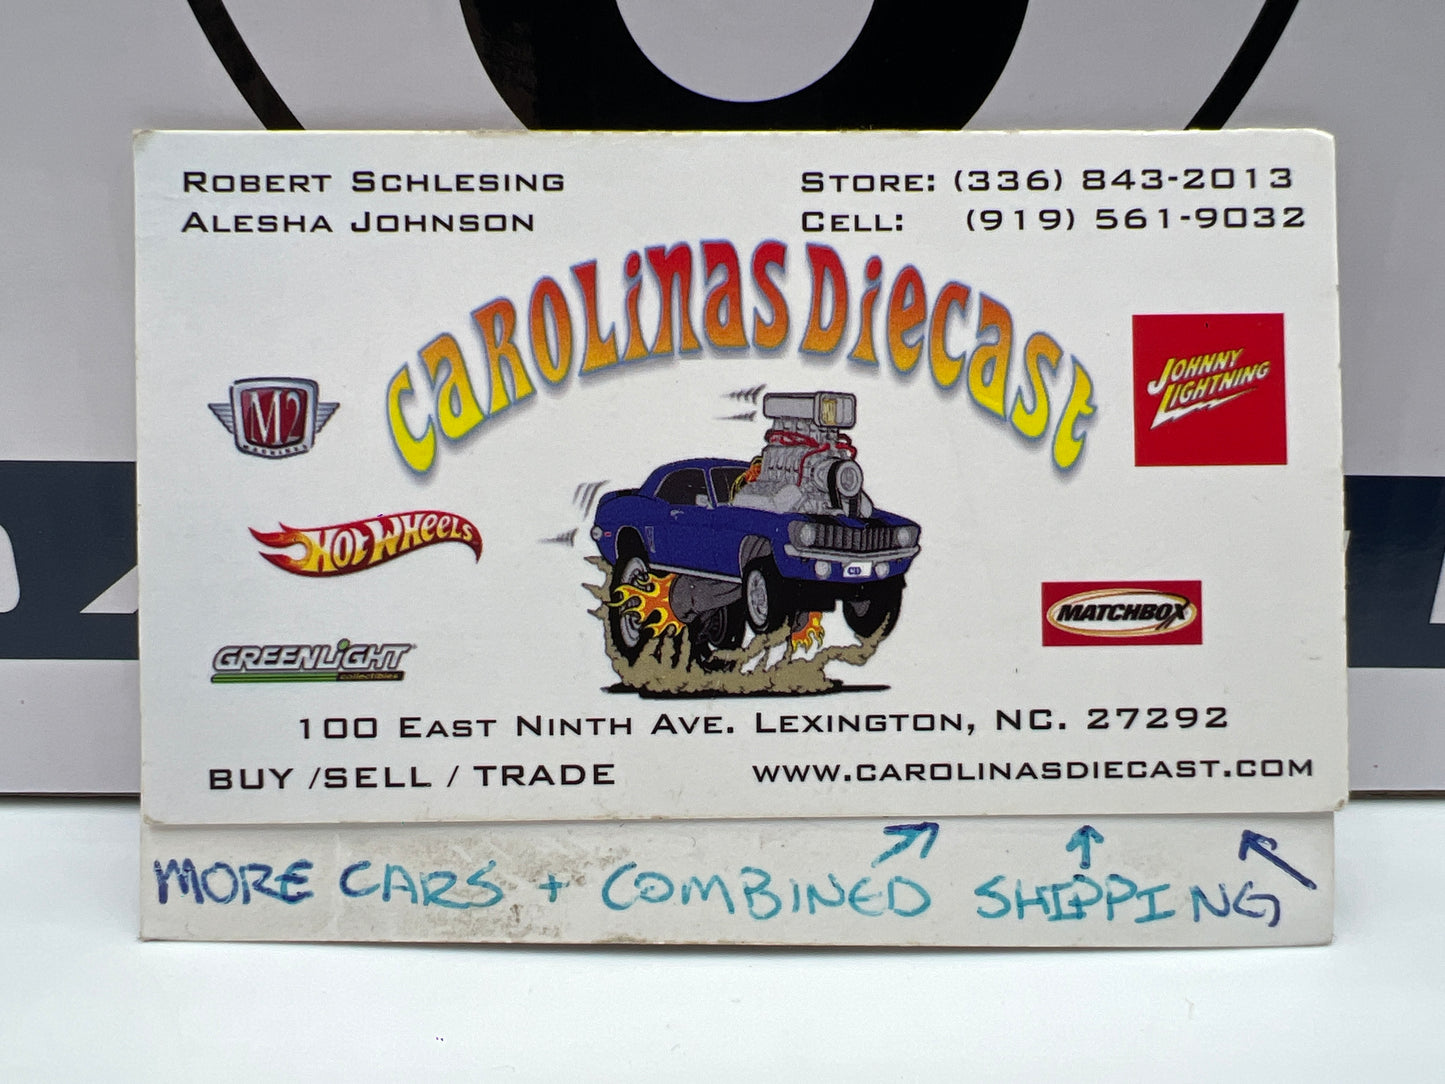 ROBERT SCHLESING
ALESHA JOHNSON
STORE: (336) 843-2013
CELL: (919) 561-9032
CAROLINAS DIECAST
M2
MACHINES
JOHNNY
LIGHTNING
HOT WHEELS
MATCHBOX
GREENLIGHT
collectibles
100 EAST NINTH AVE. LEXINGTON, NC. 27292
BUY /SELL / TRADE
WWW.CAROLINASDIECAST.COM
MORE CARS + COMBINED SHIPPING